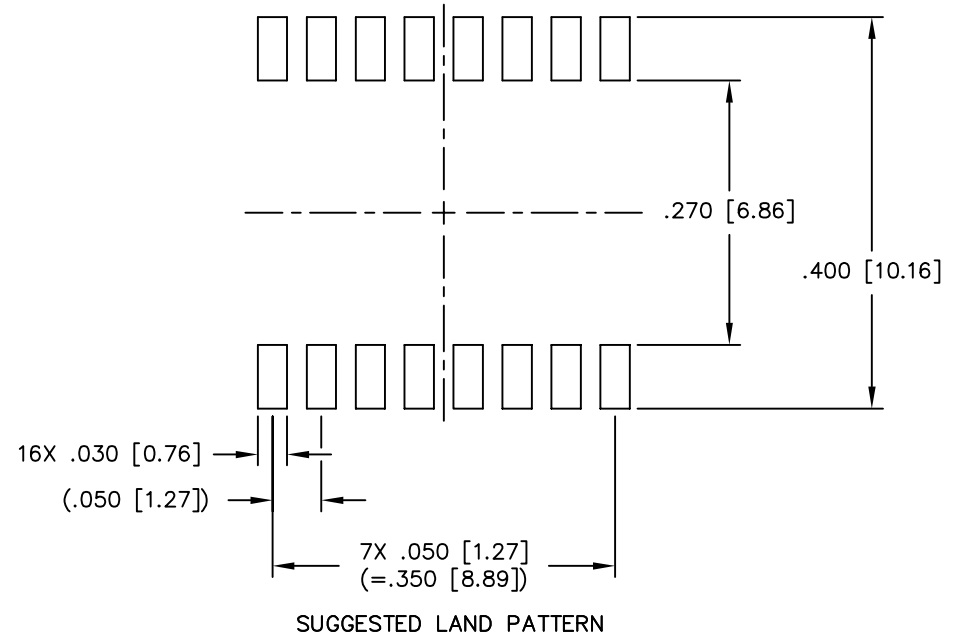 .270 [6.86]
.400 [10.16]
16X .030 [0.76]
(.050 [1.27])
7X .050 [1.27]
(=.350 [8.89])
SUGGESTED LAND PATTERN